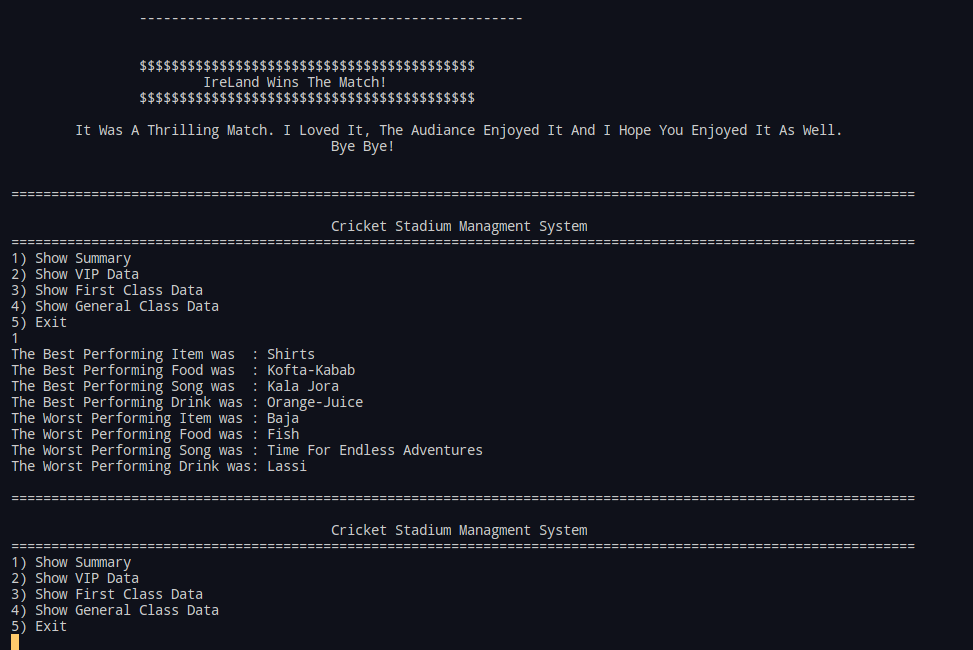 ------------------------------------------------
$$$$$$$$$$$$$$$$$$$$$$$$$$$$$$$$$$$$$$$$$$
IreLand Wins The Match!
$$$$$$$$$$$$$$$$$$$$$$$$$$$$$$$$$$$$$$$$$$
It Was A Thrilling Match. I Loved It, The Audiance Enjoyed It And I Hope You Enjoyed It As Well.
Bye Bye!
=================================================================================================================
Cricket Stadium Managment System
=================================================================================================================
1) Show Summary
2) Show VIP Data
3) Show First Class Data
4) Show General Class Data
5) Exit
1
The Best Performing Item was  : Shirts
The Best Performing Food was  : Kofta-Kabab
The Best Performing Song was  : Kala Jora
The Best Performing Drink was : Orange-Juice
The Worst Performing Item was : Baja
The Worst Performing Food was : Fish
The Worst Performing Song was : Time For Endless Adventures
The Worst Performing Drink was: Lassi
=================================================================================================================
Cricket Stadium Managment System
=================================================================================================================
1) Show Summary
2) Show VIP Data
3) Show First Class Data
4) Show General Class Data
5) Exit